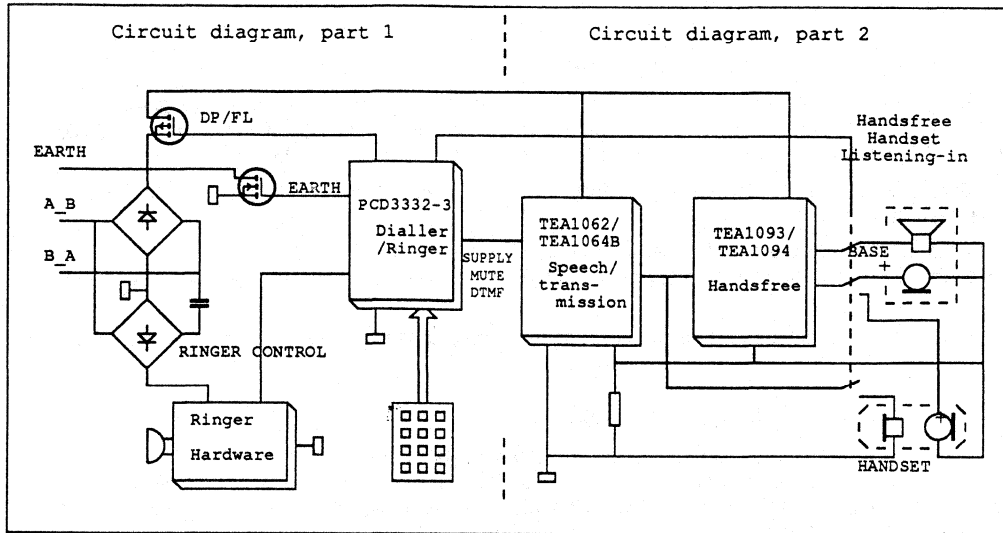 Circuit diagram, part 1
Circuit diagram, part 2
DP/FL
Handsfree
Handset
Listening-in
EARTH
EARTH
A_B
B_A
PCD3332-3
Dialler
/Ringer
SUPPLY
MUTE
DTMF
TEA1062/
TEA1064B
Speech/
trans-
mission
TEA1093/
TEA1094
Handsfree
BASE
+
RINGER CONTROL
Ringer
Hardware
+
HANDSET